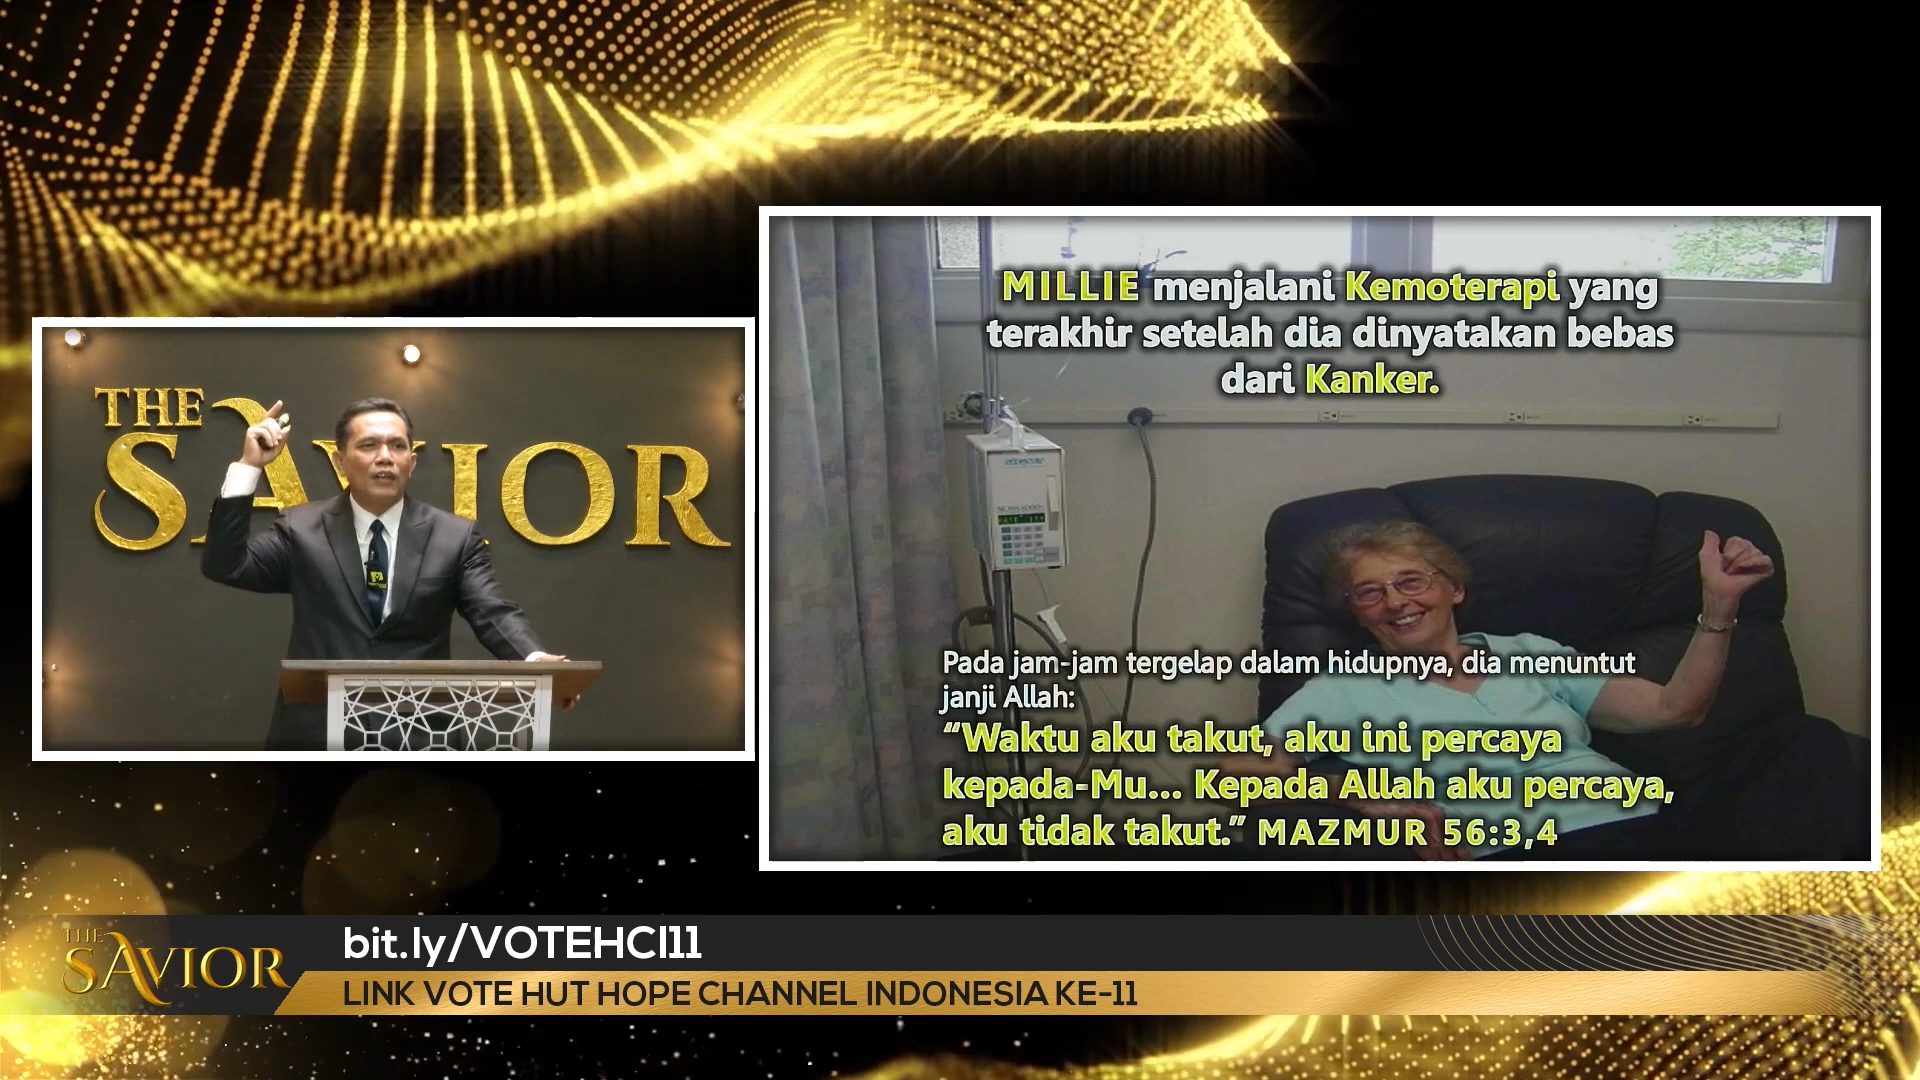 THE
SAVIOR
MILLIE menjalani Kemoterapi yang
terakhir setelah dia dinyatakan bebas
dari Kanker.
Pada jam-jam tergelap dalam hidupnya, dia menuntut
janji Allah:
“Waktu aku takut, aku ini percaya
kepada-Mu... Kepada Allah aku percaya,
aku tidak takut.” MAZMUR 56:3,4
THE
SAVIOR
bit.ly/VOTEHCI11
LINK VOTE HUT HOPE CHANNEL INDONESIA KE-11